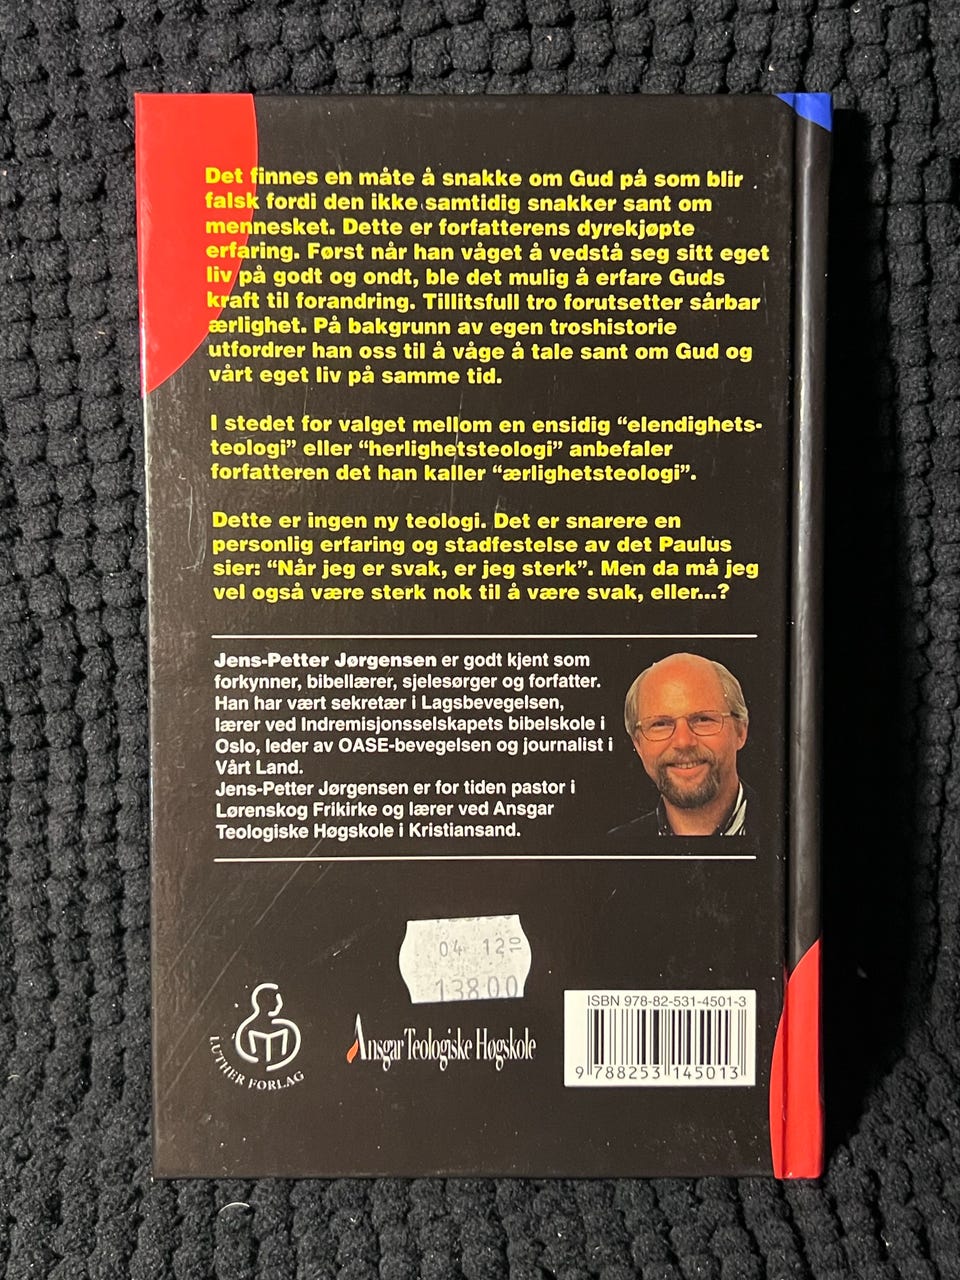 Det finnes en måte å snakke om Gud på som blir
falsk fordi den ikke samtidig snakker sant om
mennesket. Dette er forfatterens dyrekjøpte
erfaring. Først når han våget å vedstå seg sitt eget
liv på godt og ondt, ble det mulig å erfare Guds
kraft til forandring. Tillitsfull tro forutsetter sårbar
ærlighet. På bakgrunn av egen troshistorie
utfordrer han oss til å våge å tale sant om Gud og
vårt eget liv på samme tid.
I stedet for valget mellom en ensidig “elendighets-
teologi” eller “herlighetsteologi” anbefaler
forfatteren det han kaller “ærlighetsteologi”.
Dette er ingen ny teologi. Det er snarere en
personlig erfaring og stadfestelse av det Paulus
sier: “Når jeg er svak, er jeg sterk”. Men da må jeg
vel også være sterk nok til å være svak, eller...?
Jens-Petter Jørgensen er godt kjent som
forkynner, bibellærer, sjelesørger og forfatter.
Han har vært sekretær i Lagsbevegelsen,
lærer ved Indremisjonsselskapets bibelskole i
Oslo, leder av OASE-bevegelsen og journalist i
Vårt Land.
Jens-Petter Jørgensen er for tiden pastor i
Lørenskog Frikirke og lærer ved Ansgar
Teologiske Høgskole i Kristiansand.
04 12 10
138.00
LUTHER FORLAG
Ansgar Teologiske Høgskole
ISBN 978-82-531-4501-3
9 788253 145013